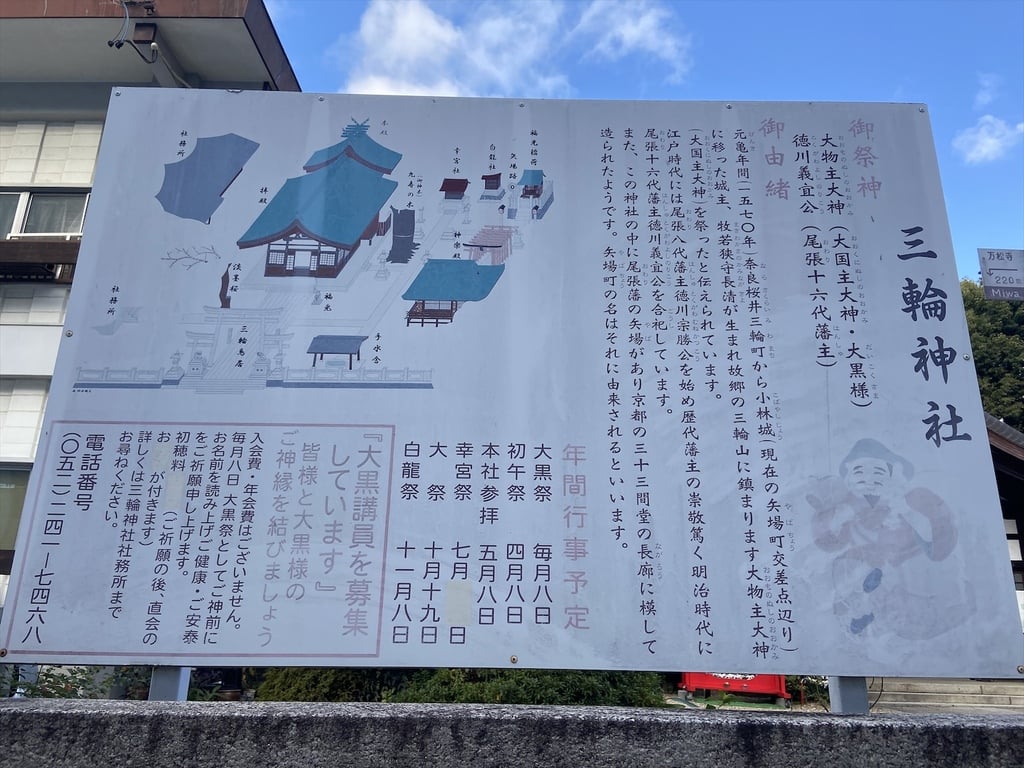 三輪神社
御祭神
大物主大神(大国主大神・大黒様)
徳川義宜公(尾張十六代藩主)
御由緒
元亀年間一五七〇年奈良桜井三輪町から小林城(現在の矢場町交差点辺り)
に移った城主、牧若狭守長清が生まれ故郷の三輪山に鎮まります大物主大神
(大国主大神)を祭ったと伝えられています。
江戸時代には尾張八代藩主徳川宗勝公を始め歴代藩主の崇敬篤く明治時代に
尾張十六代藩主徳川義宜公を合祀しています。
また、この神社の中に尾張藩の矢場があり京都の三十三間堂の長廊に模して
造られたようです。矢場町の名はそれに由来されるといいます。
年間行事予定
大黒祭 毎月八日
初午祭 四月八日
本社参拝 五月八日
幸宮祭 七月 日
大祭 十月十九日
白龍祭 十一月八日
『大黒講員を募集
しています』
皆様と大黒様の
ご神縁を結びましょう
入会費・年会費はございません。
毎月八日 大黒祭としてご神前に
お名前を読み上げご健康・ご安泰
をご祈願申し上げます。
初穂料 (ご祈願の後、直会の
お が付きます)
詳しくは三輪神社社務所まで
お尋ねください。
電話番号
(〇五二)二四一―七四六八
福光稲荷
矢場跡
白龍社
幸宮社
本殿
九寿の木
(御神木)
神楽殿
拝殿
社務所
福兎
手水舎
三輪鳥居
社務所
万松寺
220m
Miwa